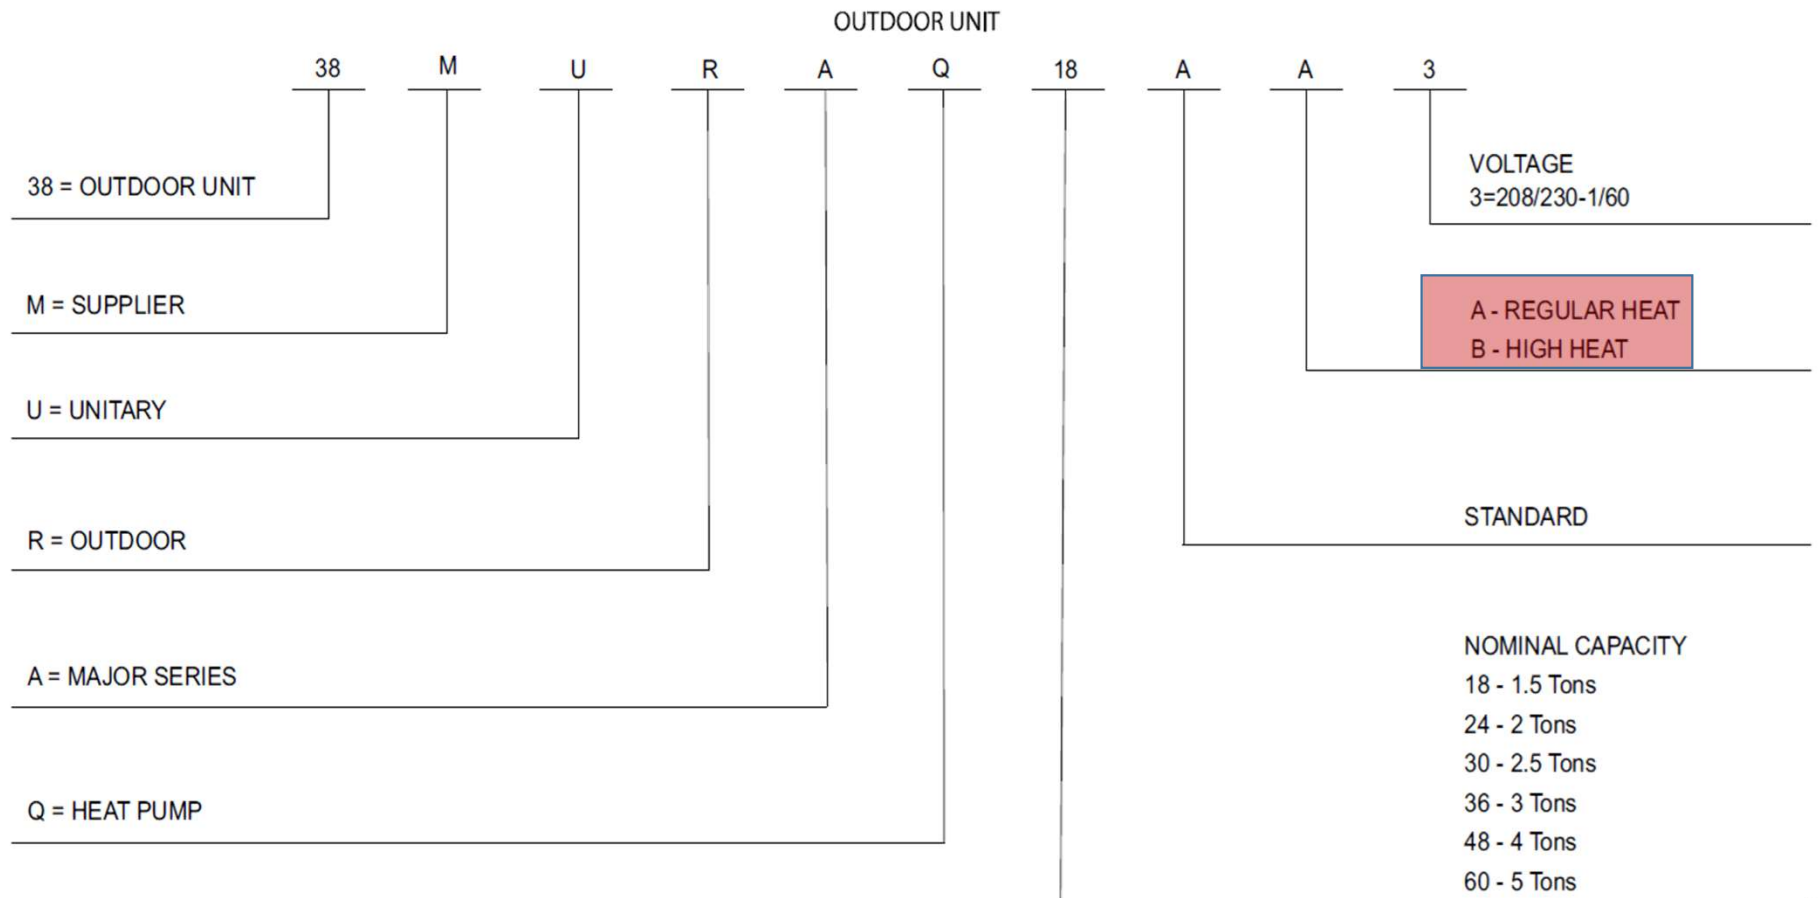 OUTDOOR UNIT
38 M U R A Q 18 A A 3
38 = OUTDOOR UNIT
M = SUPPLIER
U = UNITARY
R = OUTDOOR
A = MAJOR SERIES
Q = HEAT PUMP
VOLTAGE
3=208/230-1/60
A - REGULAR HEAT
B - HIGH HEAT
STANDARD
NOMINAL CAPACITY
18 - 1.5 Tons
24 - 2 Tons
30 - 2.5 Tons
36 - 3 Tons
48 - 4 Tons
60 - 5 Tons